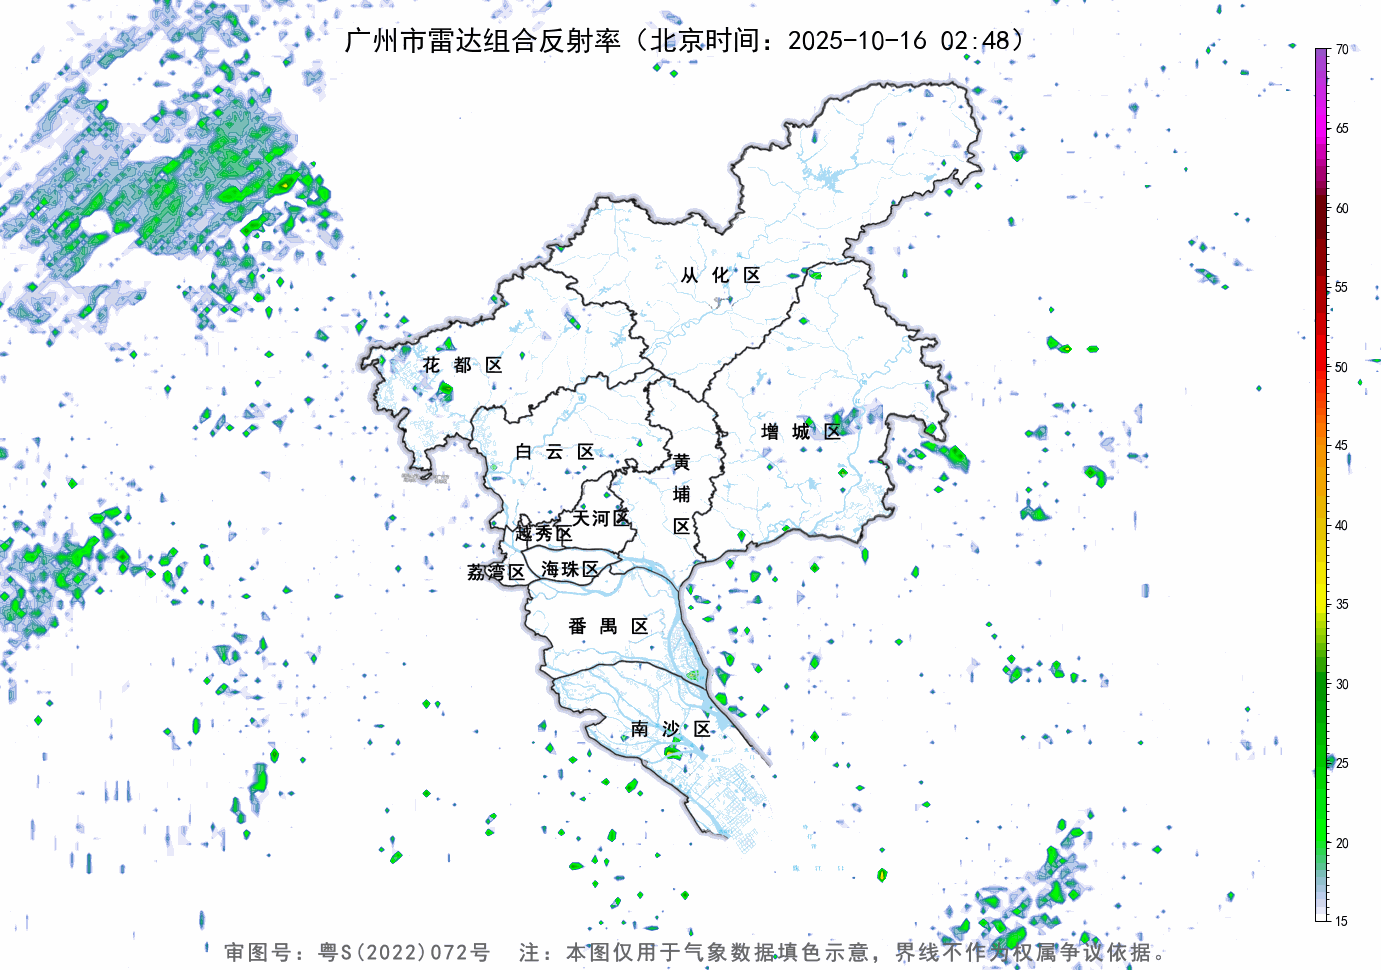 广州市雷达组合反射率（北京时间：2025-10-16 02:48）
70
65
60
55
50
45
40
35
30
25
20
15
从化区
花都区
增城区
白云区
黄埔区
天河区
越秀区
荔湾区
海珠区
番禺区
南沙区
审图号：粤S(2022)072号 注：本图仅用于气象数据填色示意，界线不作为权属争议依据。